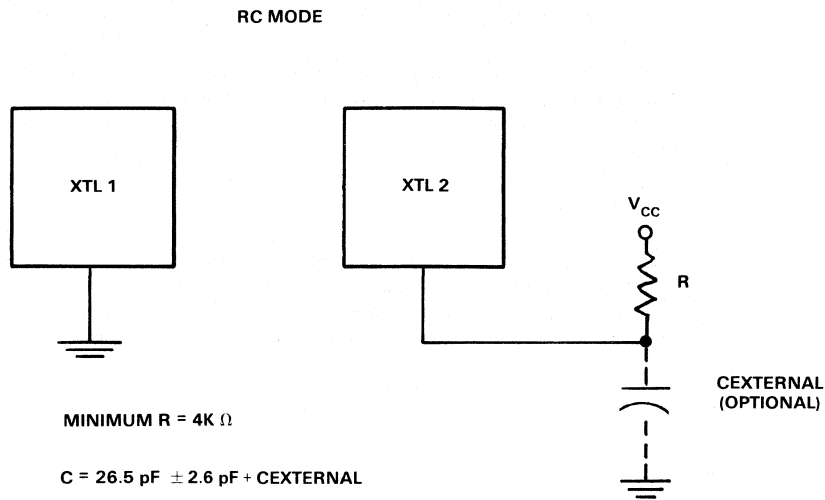 RC MODE
XTL 1
XTL 2
VCC
R
CEXTERNAL
(OPTIONAL)
MINIMUM R = 4K Ω
C = 26.5 pF ± 2.6 pF + CEXTERNAL